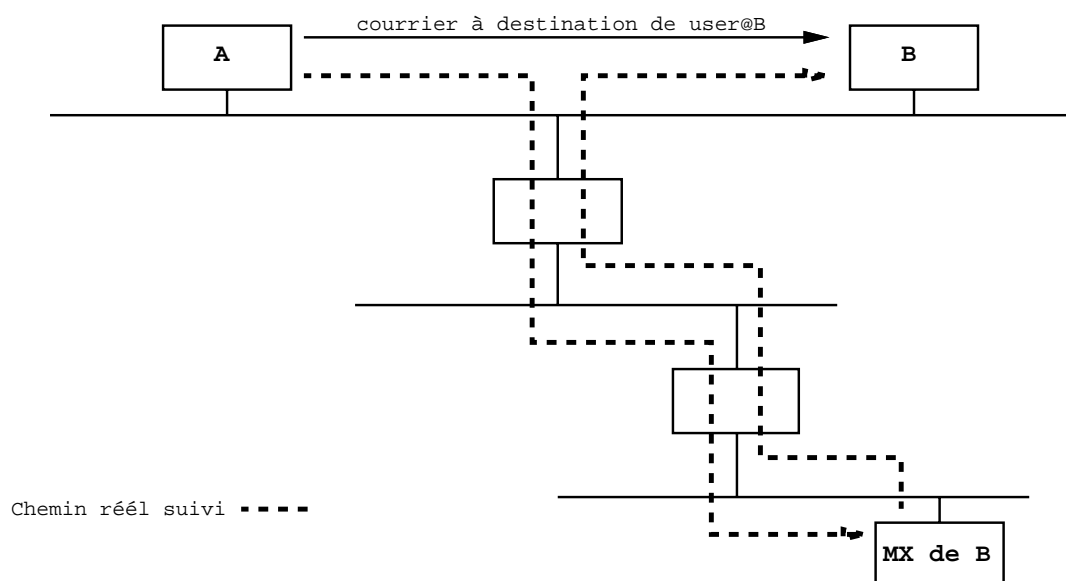 courrier à destination de user@B
A
B
Chemin réél suivi
MX de B